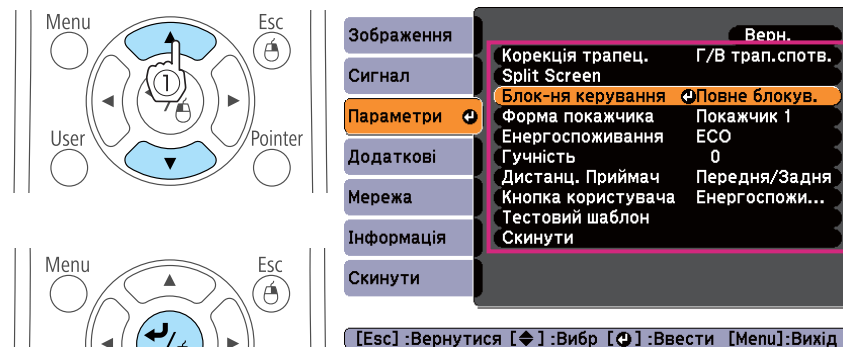 Menu
Esc
①
User
Pointer
Menu
Esc
Зображення
Сигнал
Параметри
Додаткові
Мережа
Інформація
Скинути
Верн.
Корекція трапец. Г/В трап.спотв.
Split Screen
Блок-ня керування Повне блокув.
Форма покажчика Покажчик 1
Енергоспоживання ECO
Гучність 0
Дистанц. Приймач Передня/Задня
Кнопка користувача Енергоспожи...
Тестовий шаблон
Скинути
[Esc] :Вернутися [◆] :Вибр [⏎] :Ввести [Menu]:Вихід